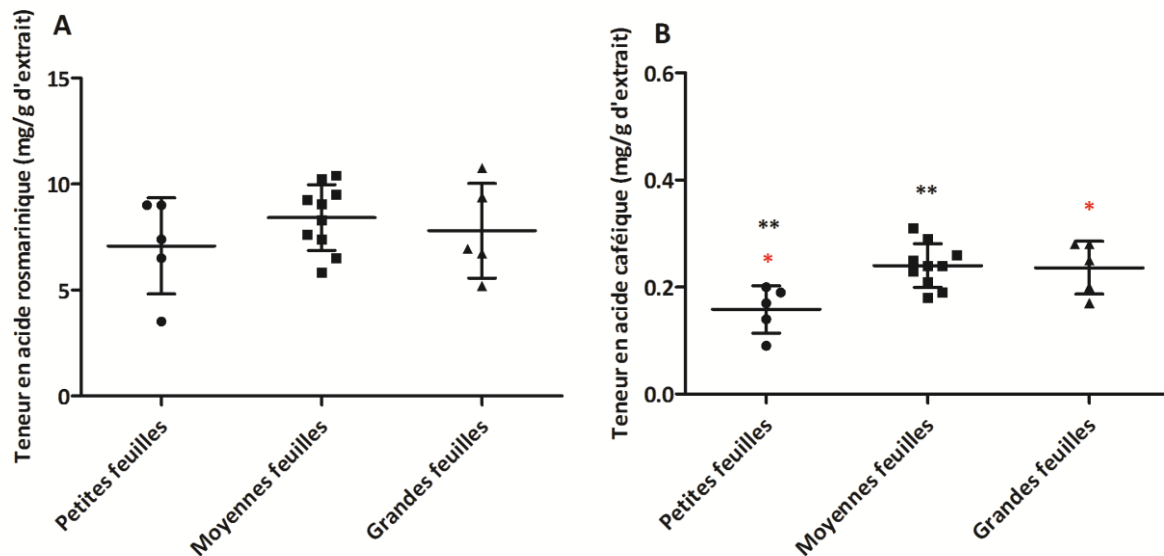 A
Teneur en acide rosmarinique (mg/g d'extrait)
15
10
5
0
Petites feuilles
Moyennes feuilles
Grandes feuilles
B
Teneur en acide caféique (mg/g d'extrait)
0.6
0.4
0.2
0.0
**
*
**
*
Petites feuilles
Moyennes feuilles
Grandes feuilles